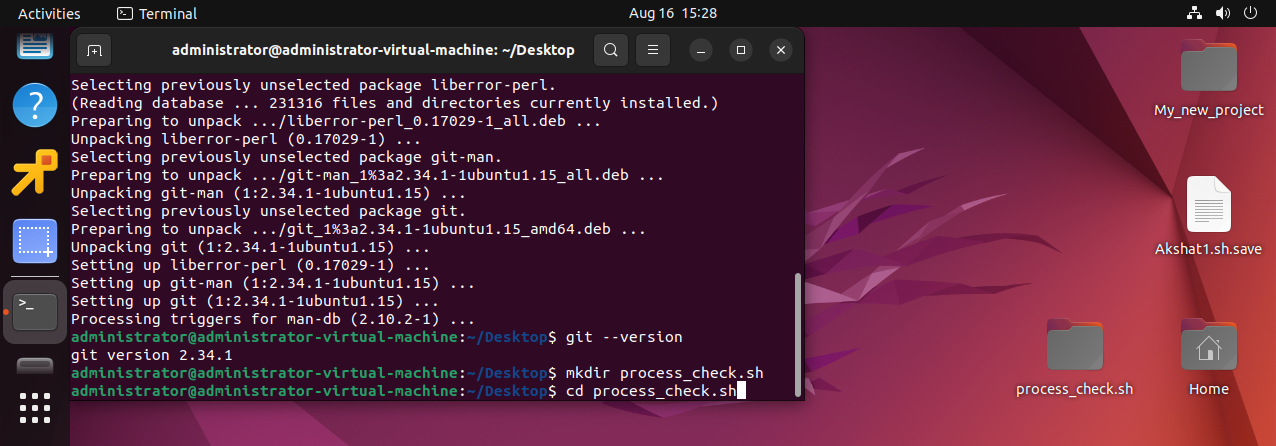 Activities
Terminal
Aug 16 15:28
administrator@administrator-virtual-machine: ~/Desktop
Selecting previously unselected package liberror-perl.
(Reading database ... 231316 files and directories currently installed.)
Preparing to unpack .../liberror-perl_0.17029-1_all.deb ...
Unpacking liberror-perl (0.17029-1) ...
Selecting previously unselected package git-man.
Preparing to unpack .../git-man_1%3a2.34.1-1ubuntu1.15_all.deb ...
Unpacking git-man (1:2.34.1-1ubuntu1.15) ...
Selecting previously unselected package git.
Preparing to unpack .../git_1%3a2.34.1-1ubuntu1.15_amd64.deb ...
Unpacking git (1:2.34.1-1ubuntu1.15) ...
Setting up liberror-perl (0.17029-1) ...
Setting up git-man (1:2.34.1-1ubuntu1.15) ...
Setting up git (1:2.34.1-1ubuntu1.15) ...
Processing triggers for man-db (2.10.2-1) ...
administrator@administrator-virtual-machine:~/Desktop$ git --version
git version 2.34.1
administrator@administrator-virtual-machine:~/Desktop$ mkdir process_check.sh
administrator@administrator-virtual-machine:~/Desktop$ cd process_check.sh
My_new_project
Akshat1.sh.save
process_check.sh
Home